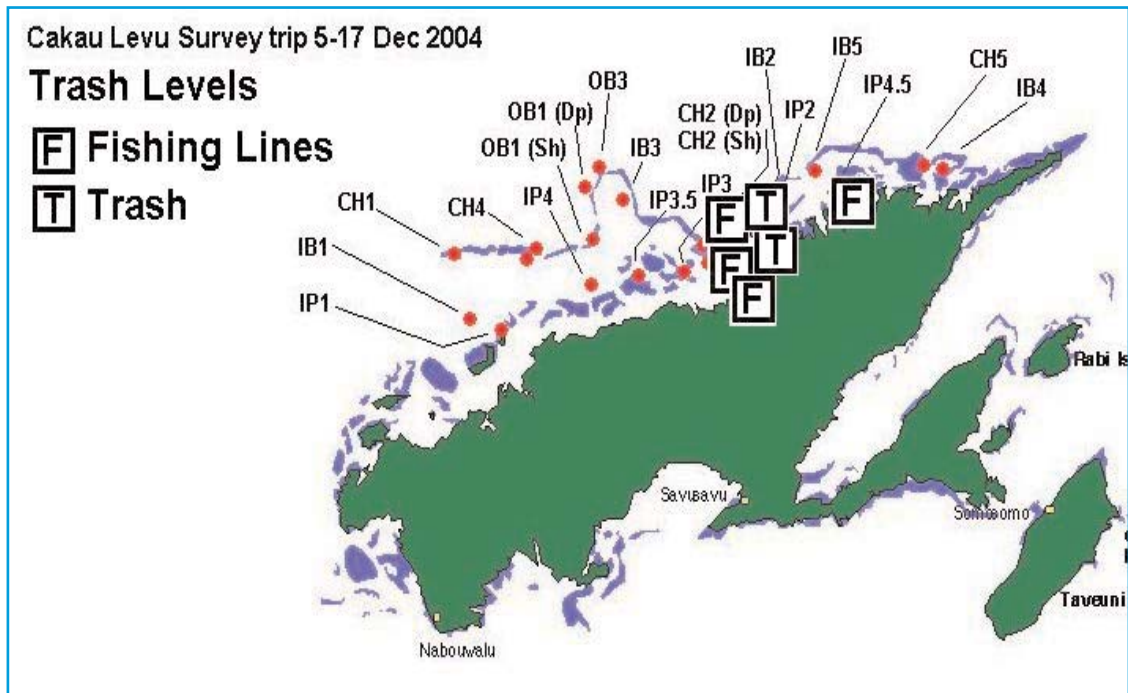 Cakau Levu Survey trip 5-17 Dec 2004
Trash Levels
F Fishing Lines
T Trash
OB3
OB1 (Dp)
OB1 (Sh)
IB3
CH2 (Dp)
CH2 (Sh)
IB2
IP2
IB5
IP4.5
CH5
IB4
CH1
CH4
IP4
IP3.5
IP3
IB1
IP1
F
T
F
T
F
F
Rabi Is
Savusavu
Somosomo
Taveuni
Nabouwalu